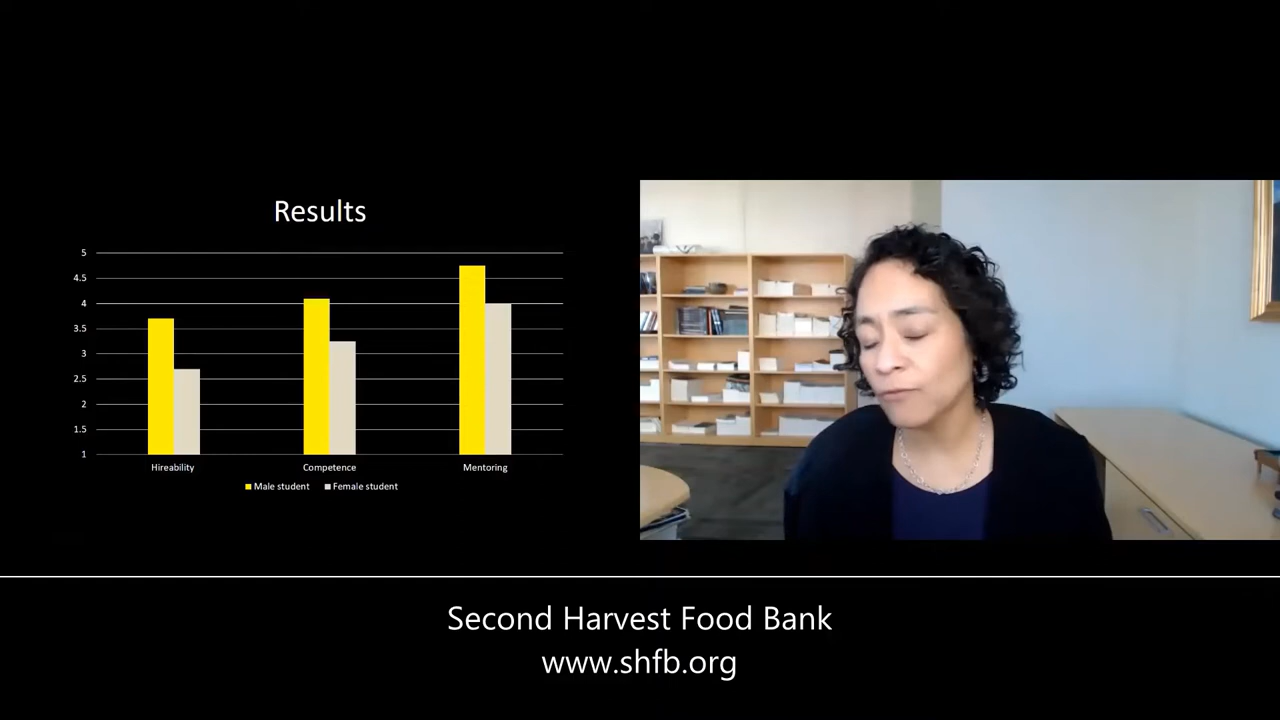 Results
5
4.5
4
3.5
3
2.5
2
1.5
1
Hireability Competence Mentoring
Male student Female student
Second Harvest Food Bank
www.shfb.org